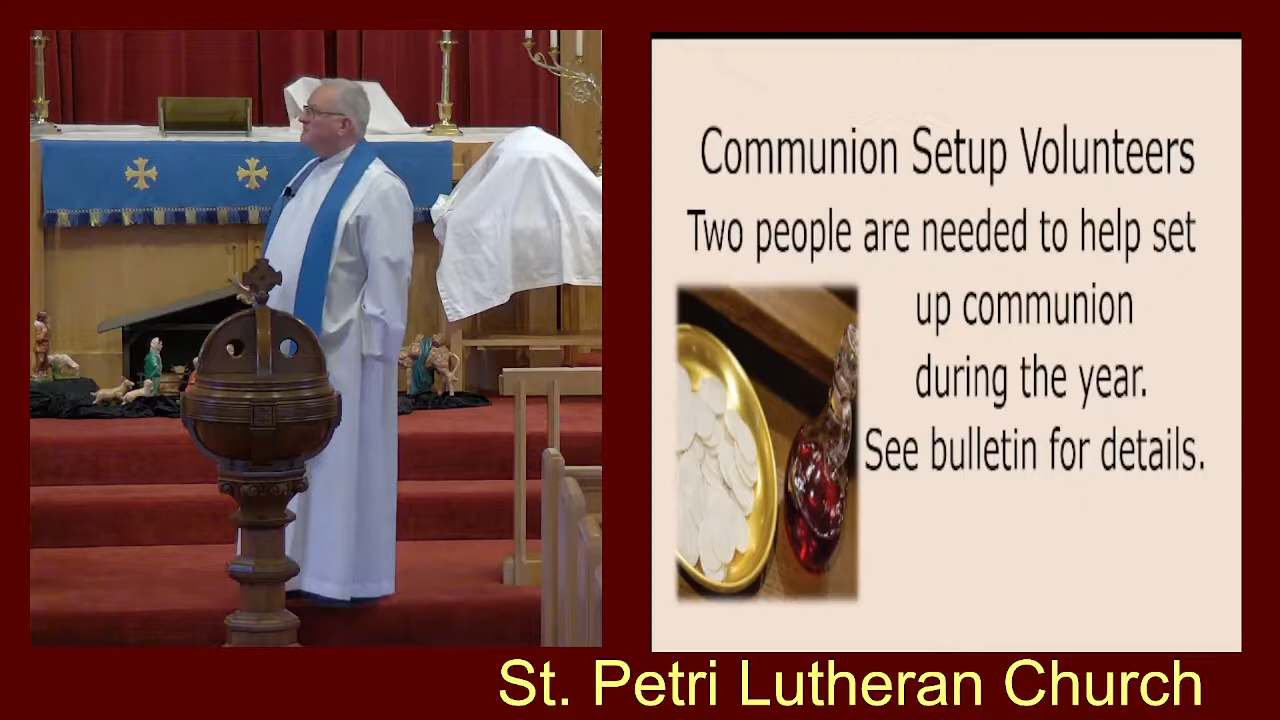 Communion Setup Volunteers
Two people are needed to help set
up communion
during the year.
See bulletin for details.
St. Petri Lutheran Church